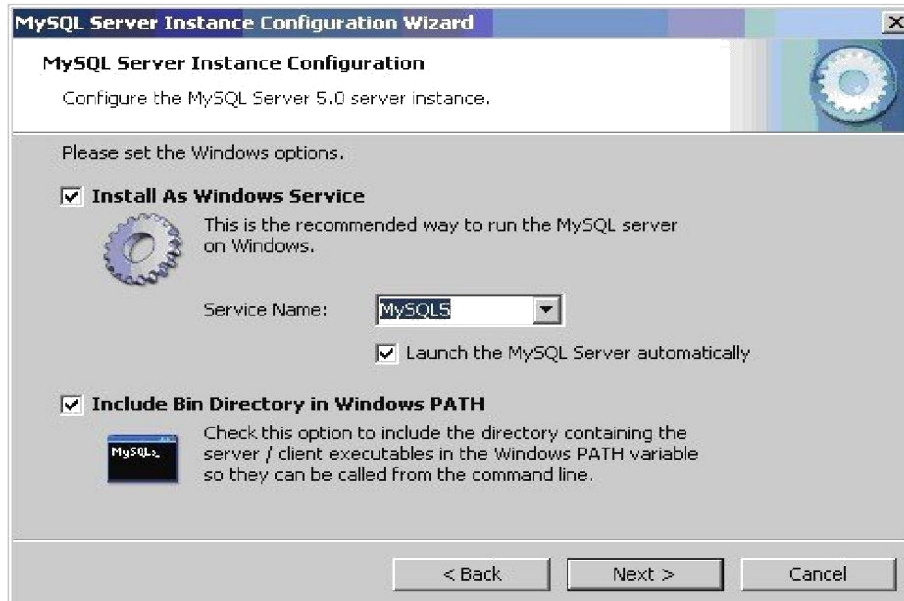 MySQL Server Instance Configuration Wizard
MySQL Server Instance Configuration
Configure the MySQL Server 5.0 server instance.
Please set the Windows options.
Install As Windows Service
This is the recommended way to run the MySQL server
on Windows.
Service Name: MySQL5
Launch the MySQL Server automatically
Include Bin Directory in Windows PATH
Check this option to include the directory containing the
server / client executables in the Windows PATH variable
so they can be called from the command line.
MySQL>_
< Back Next > Cancel